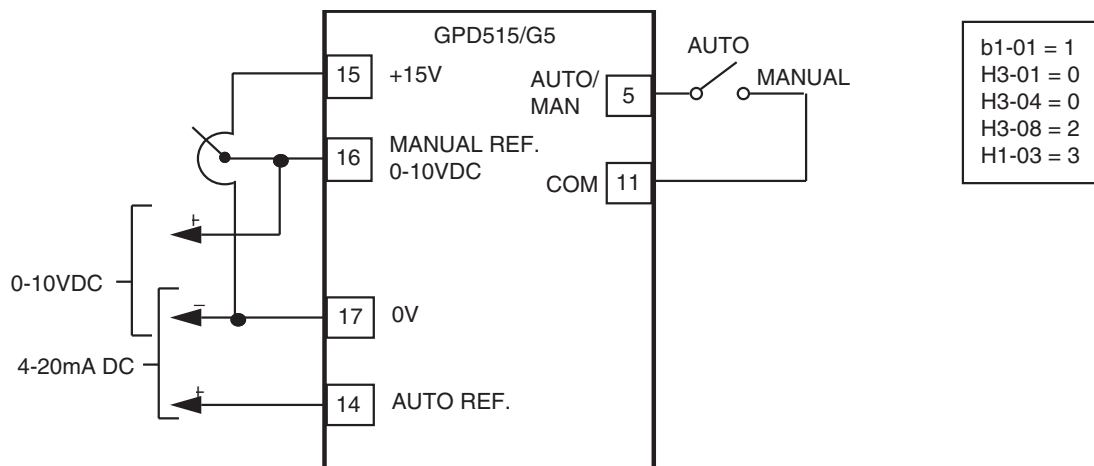 GPD515/G5
15 +15V
16 MANUAL REF.
0-10VDC
+
0-10VDC
−
17 0V
4-20mA DC
+
14 AUTO REF.
AUTO/
MAN
5
AUTO
MANUAL
COM 11
b1-01 = 1
H3-01 = 0
H3-04 = 0
H3-08 = 2
H1-03 = 3